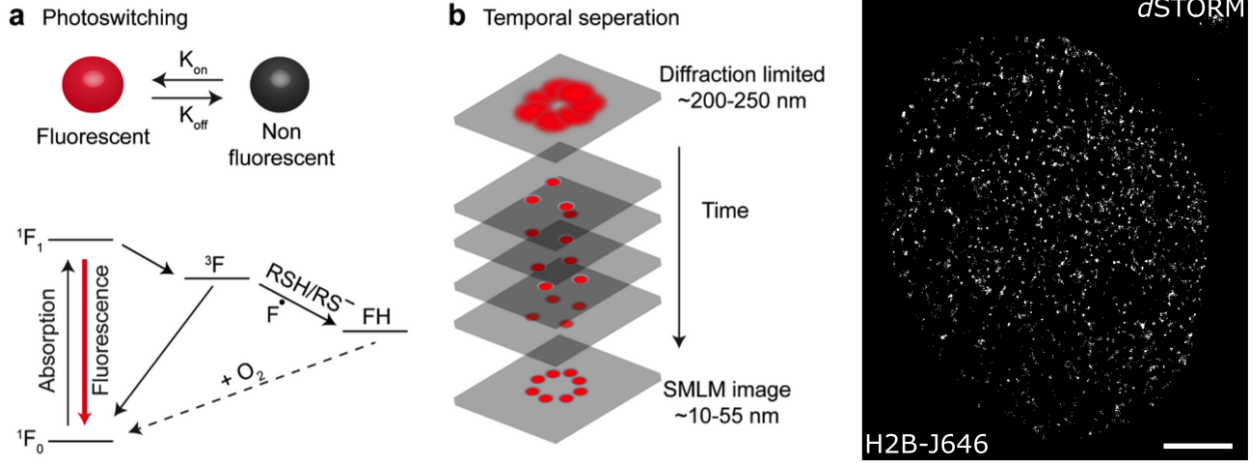 a Photoswitching
Kon
Koff
Fluorescent
Non
fluorescent
¹F₁
³F
RSH/RS⁻
F•
FH
Absorption
Fluorescence
+ O₂
¹F₀
b Temporal seperation
Diffraction limited
~200-250 nm
Time
SMLM image
~10-55 nm
dSTORM
H2B-J646